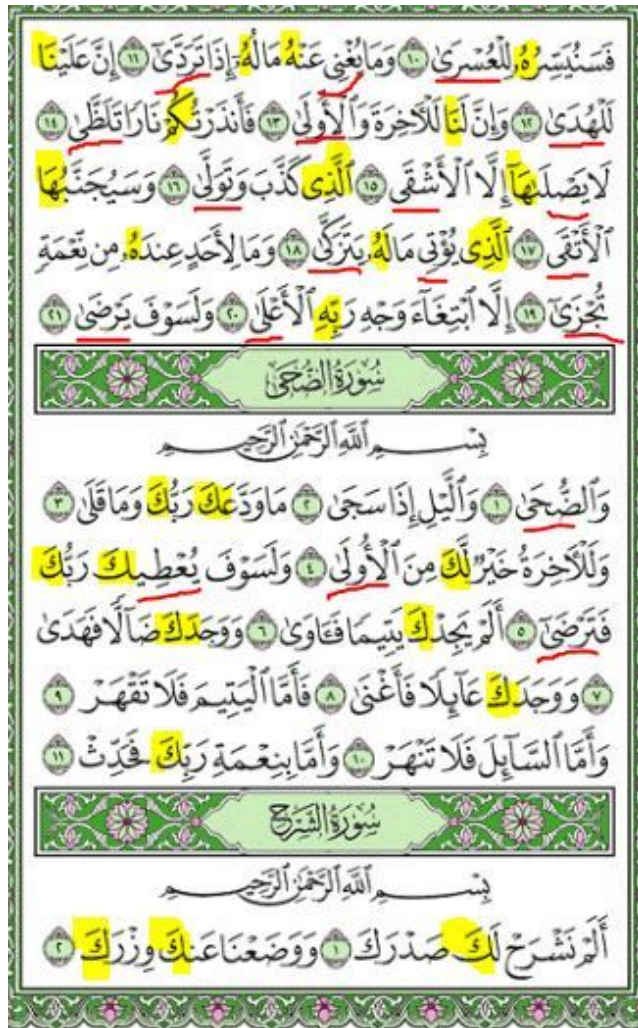 فَسَنُيَسِّرُهُۥ لِلْعُسْرَىٰ ١٠ وَمَا يُغْنِى عَنْهُ مَالُهُۥٓ إِذَا تَرَدَّىٰٓ ١١ إِنَّ عَلَيْنَا
لَلْهُدَىٰ ١٢ وَإِنَّ لَنَا لَلْـَٔاخِرَةَ وَٱلْأُولَىٰ ١٣ فَأَنذَرْتُكُمْ نَارًا تَلَظَّىٰ ١٤
لَا يَصْلَىٰهَآ إِلَّا ٱلْأَشْقَى ١٥ ٱلَّذِى كَذَّبَ وَتَوَلَّىٰ ١٦ وَسَيُجَنَّبُهَا
ٱلْأَتْقَى ١٧ ٱلَّذِى يُؤْتِى مَالَهُۥ يَتَزَكَّىٰ ١٨ وَمَا لِأَحَدٍ عِندَهُۥ مِن نِّعْمَةٍ
تُجْزَىٰٓ ١٩ إِلَّا ٱبْتِغَآءَ وَجْهِ رَبِّهِ ٱلْأَعْلَىٰ ٢٠ وَلَسَوْفَ يَرْضَىٰ ٢١
سُورَةُ الضُّحَىٰ
بِسْمِ ٱللَّهِ ٱلرَّحْمَٰنِ ٱلرَّحِيمِ
وَٱلضُّحَىٰ ١ وَٱلَّيْلِ إِذَا سَجَىٰ ٢ مَا وَدَّعَكَ رَبُّكَ وَمَا قَلَىٰ ٣
وَلَلْـَٔاخِرَةُ خَيْرٌ لَّكَ مِنَ ٱلْأُولَىٰ ٤ وَلَسَوْفَ يُعْطِيكَ رَبُّكَ
فَتَرْضَىٰٓ ٥ أَلَمْ يَجِدْكَ يَتِيمًا فَـَٔاوَىٰ ٦ وَوَجَدَكَ ضَآلًّا فَهَدَىٰ
٧ وَوَجَدَكَ عَآئِلًا فَأَغْنَىٰ ٨ فَأَمَّا ٱلْيَتِيمَ فَلَا تَقْهَرْ ٩
وَأَمَّا ٱلسَّآئِلَ فَلَا تَنْهَرْ ١٠ وَأَمَّا بِنِعْمَةِ رَبِّكَ فَحَدِّثْ ١١
سُورَةُ الشَّرْحِ
بِسْمِ ٱللَّهِ ٱلرَّحْمَٰنِ ٱلرَّحِيمِ
أَلَمْ نَشْرَحْ لَكَ صَدْرَكَ ١ وَوَضَعْنَا عَنكَ وِزْرَكَ ٢